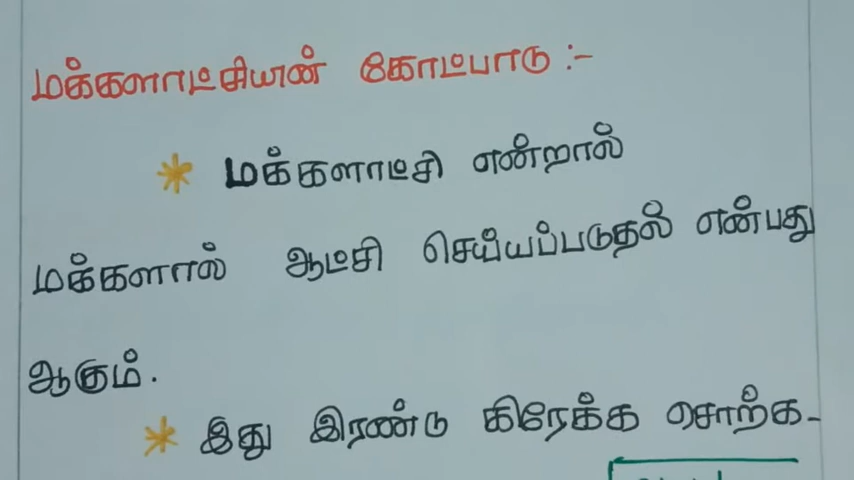 மக்களாட்சியின் கோட்பாடு :-
* மக்களாட்சி என்றால்
மக்களால் ஆட்சி செய்யப்படுதல் என்பது
ஆகும்.
* இது இரண்டு கிரேக்க சொற்க-